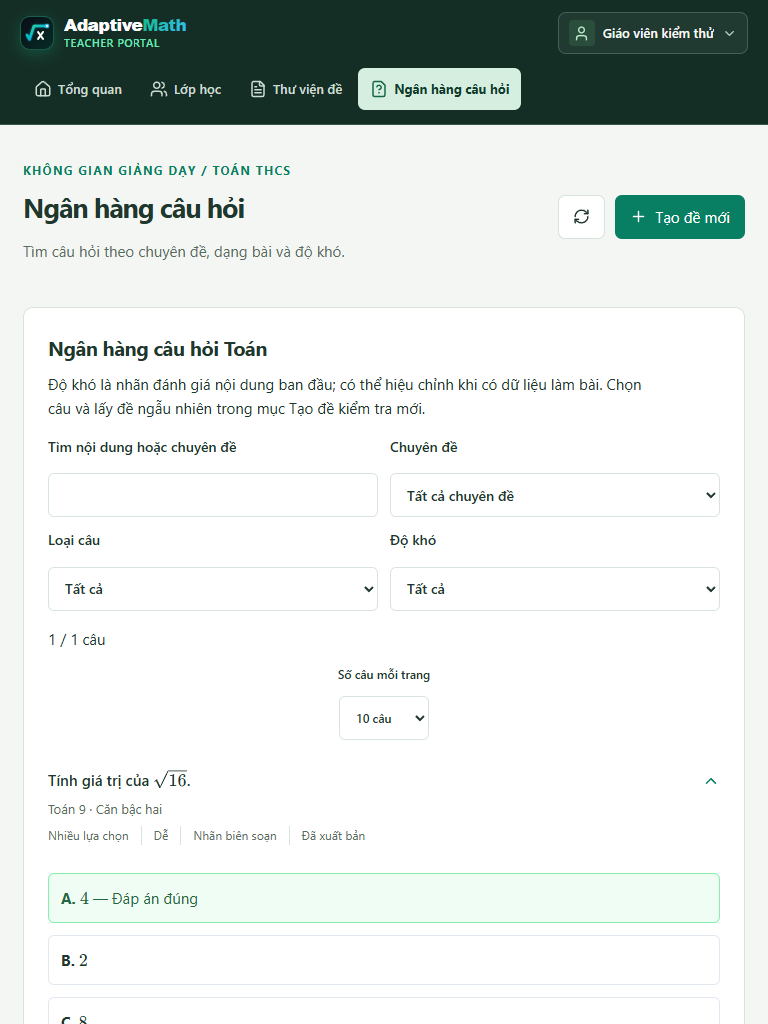 AdaptiveMath
TEACHER PORTAL
Giáo viên kiểm thử
Tổng quan
Lớp học
Thư viện đề
Ngân hàng câu hỏi
KHÔNG GIAN GIẢNG DẠY / TOÁN THCS
Ngân hàng câu hỏi
Tạo đề mới
Tìm câu hỏi theo chuyên đề, dạng bài và độ khó.
Ngân hàng câu hỏi Toán
Độ khó là nhãn đánh giá nội dung ban đầu; có thể hiệu chỉnh khi có dữ liệu làm bài. Chọn
câu và lấy đề ngẫu nhiên trong mục Tạo đề kiểm tra mới.
Tìm nội dung hoặc chuyên đề
Chuyên đề
Tất cả chuyên đề
Loại câu
Độ khó
Tất cả
Tất cả
1 / 1 câu
Số câu mỗi trang
10 câu
Tính giá trị của √16.
Toán 9 · Căn bậc hai
Nhiều lựa chọn
Dễ
Nhãn biên soạn
Đã xuất bản
A. 4 — Đáp án đúng
B. 2
C. 8